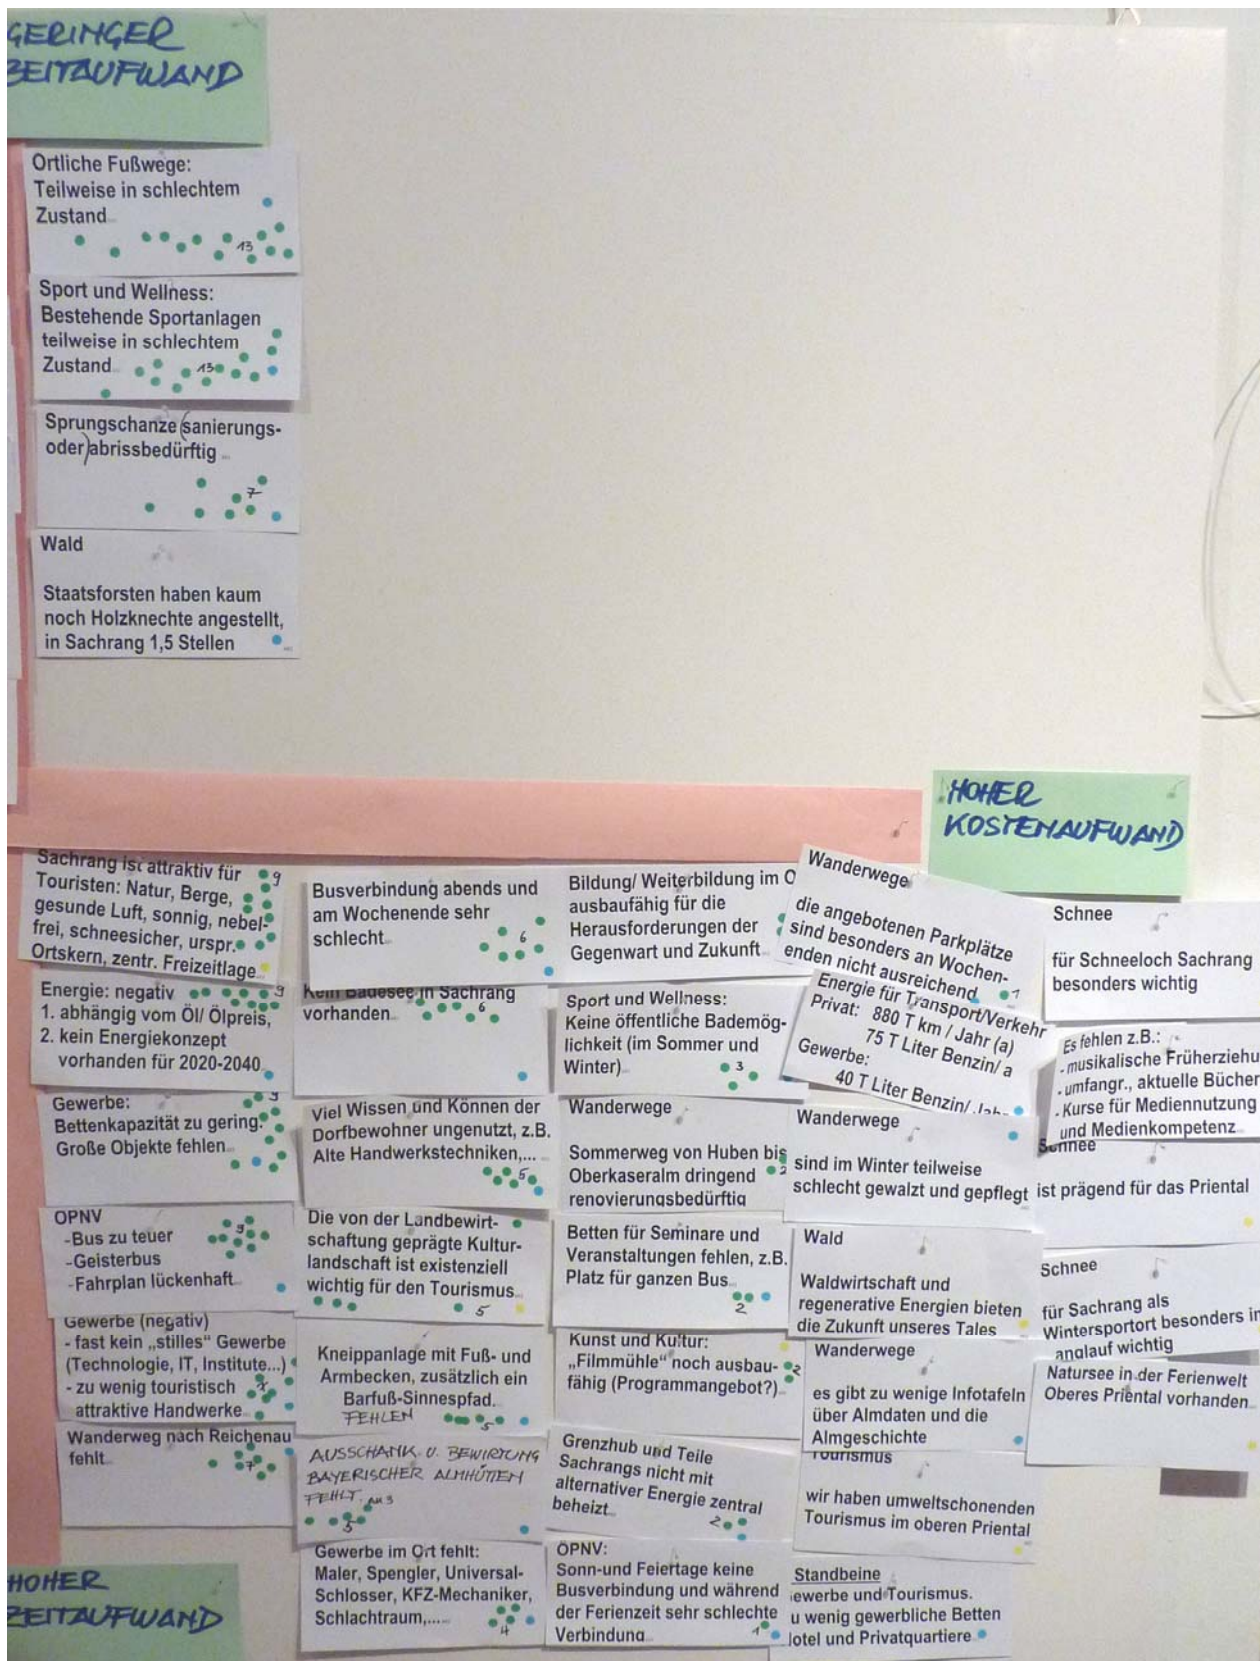 GERINGER
ZEITAUFWAND
Örtliche Fußwege:
Teilweise in schlechtem
Zustand
13
Sport und Wellness:
Bestehende Sportanlagen
teilweise in schlechtem
Zustand
13
Sprungschanze (sanierungs-
oder) abrissbedürftig
7
Wald
Staatsforsten haben kaum
noch Holzknechte angestellt,
in Sachrang 1,5 Stellen
HOHER
KOSTENAUFWAND
Sachrang ist attraktiv für
Touristen: Natur, Berge,
gesunde Luft, sonnig, nebel-
frei, schneesicher, urspr.
Ortskern, zentr. Freizeitlage
9
Energie: negativ
1. abhängig vom Öl/ Ölpreis,
2. kein Energiekonzept
vorhanden für 2020-2040
9
Gewerbe:
Bettenkapazität zu gering.
Große Objekte fehlen
9
ÖPNV
-Bus zu teuer
-Geisterbus
-Fahrplan lückenhaft
9
Gewerbe (negativ)
- fast kein „stilles“ Gewerbe
(Technologie, IT, Institute...)
- zu wenig touristisch
attraktive Handwerke
Wanderweg nach Reichenau
fehlt
7
HOHER
ZEITAUFWAND
Busverbindung abends und
am Wochenende sehr
schlecht
6
Kein Badesee in Sachrang
vorhanden
6
Viel Wissen und Können der
Dorfbewohner ungenutzt, z.B.
Alte Handwerkstechniken,...
5
Die von der Landbewirt-
schaftung geprägte Kultur-
landschaft ist existenziell
wichtig für den Tourismus
5
Kneippanlage mit Fuß- und
Armbecken, zusätzlich ein
Barfuß-Sinnespfad.
FEHLEN
5
AUSSCHANK U. BEWIRTUNG
BAYERISCHER ALMHÜTTEN
FEHLT.
5
Gewerbe im Ort fehlt:
Maler, Spengler, Universal-
Schlosser, KFZ-Mechaniker,
Schlachtraum,....
4
Bildung/ Weiterbildung im O
ausbaufähig für die
Herausforderungen der
Gegenwart und Zukunft
Sport und Wellness:
Keine öffentliche Bademög-
lichkeit (im Sommer und
Winter)
3
Wanderwege
Sommerweg von Huben bis
Oberkaseralm dringend
renovierungsbedürftig
2
Betten für Seminare und
Veranstaltungen fehlen, z.B.
Platz für ganzen Bus
2
Kunst und Kultur:
„Filmmühle“ noch ausbau-
fähig (Programmangebot?)
2
Grenzhub und Teile
Sachrangs nicht mit
alternativer Energie zentral
beheizt
2
ÖPNV:
Sonn-und Feiertage keine
Busverbindung und während
der Ferienzeit sehr schlechte
Verbindung
1
Wanderwege
die angebotenen Parkplätze
sind besonders an Wochen-
enden nicht ausreichend
1
Energie für Transport/Verkehr
Privat: 880 T km / Jahr (a)
75 T Liter Benzin/ a
Gewerbe:
40 T Liter Benzin/ Jahr
Wanderwege
sind im Winter teilweise
schlecht gewalzt und gepflegt
Wald
Waldwirtschaft und
regenerative Energien bieten
die Zukunft unseres Tales
Wanderwege
es gibt zu wenige Infotafeln
über Almdaten und die
Almgeschichte
Tourismus
wir haben umweltschonenden
Tourismus im oberen Priental
Standbeine
ewerbe und Tourismus.
u wenig gewerbliche Betten
lotel und Privatquartiere
Schnee
für Schneeloch Sachrang
besonders wichtig
Es fehlen z.B.:
- musikalische Früherziehu
- umfangr., aktuelle Bücher
- Kurse für Mediennutzung
und Medienkompetenz
Schnee
ist prägend für das Priental
Schnee
für Sachrang als
Wintersportort besonders im
anglauf wichtig
Natursee in der Ferienwelt
Oberes Priental vorhanden